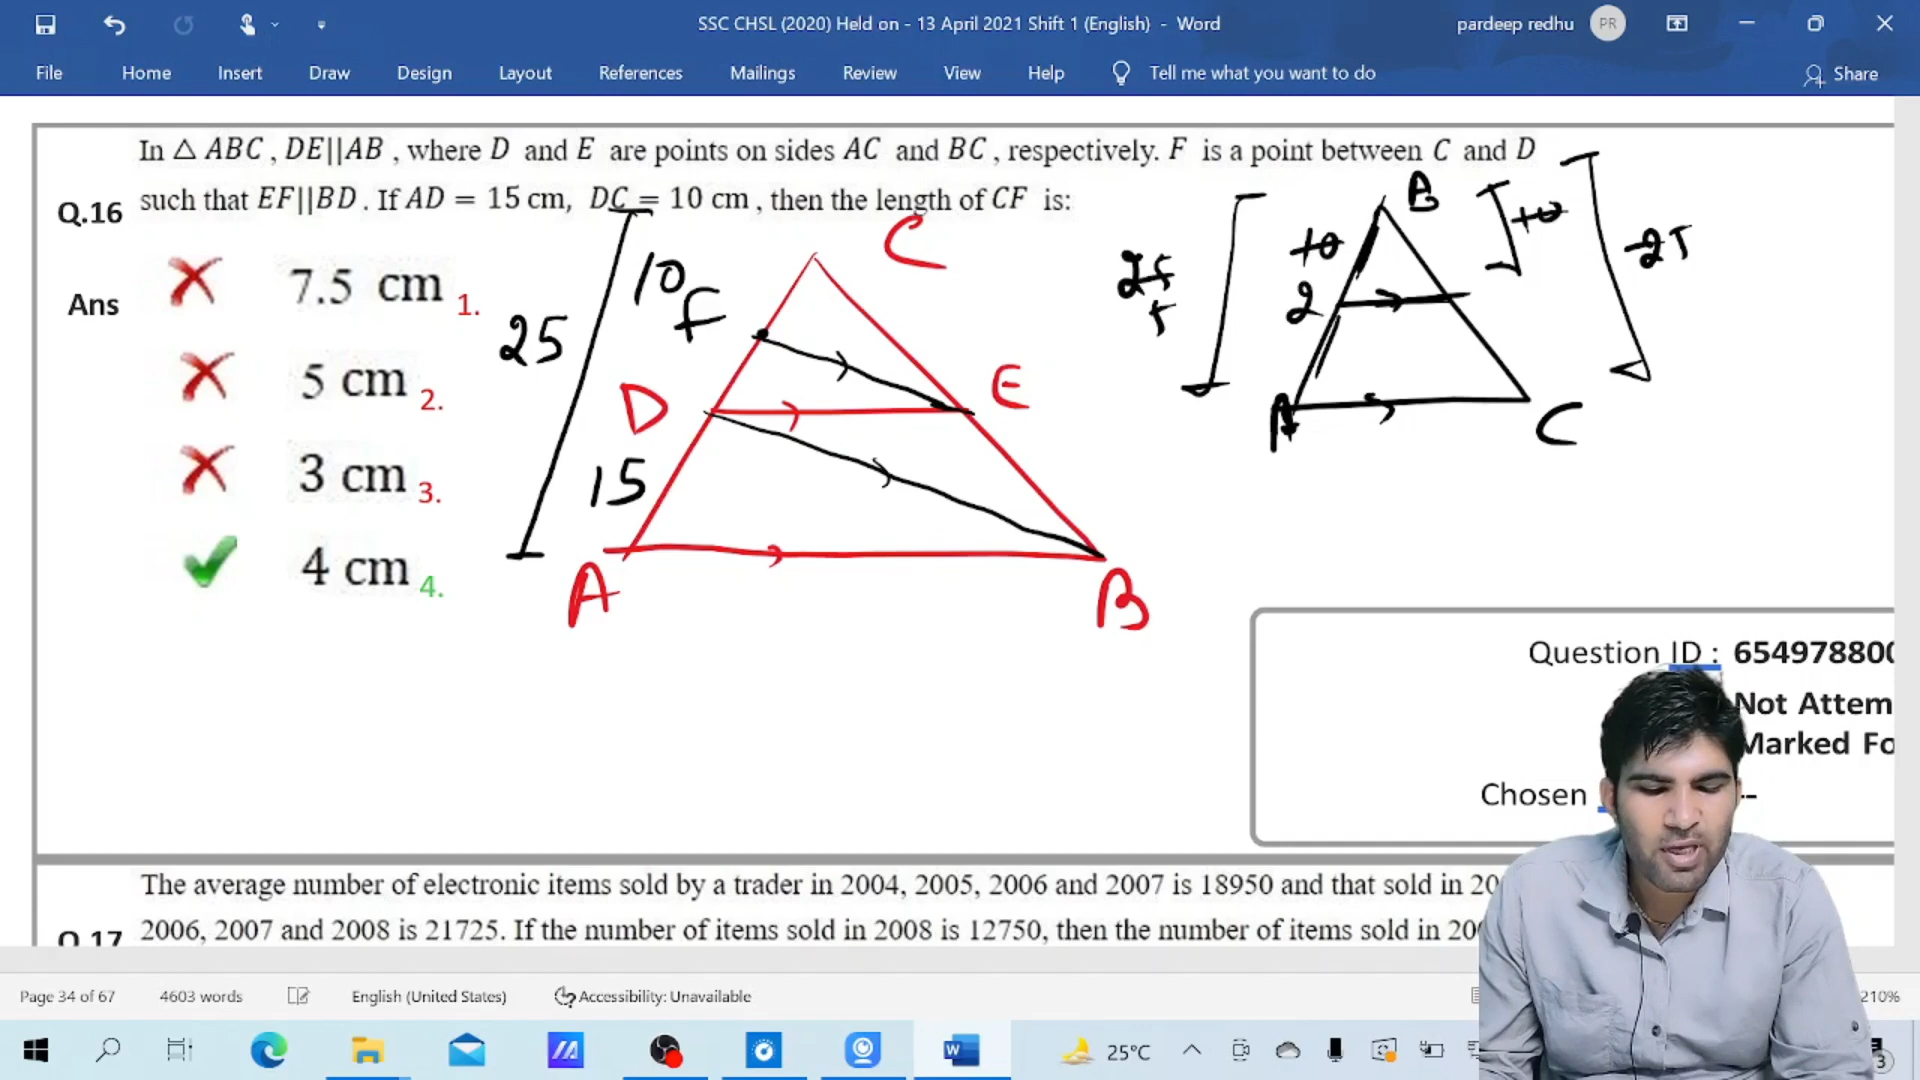 SSC CHSL (2020) Held on - 13 April 2021 Shift 1 (English) - Word
pardeep redhu PR
File Home Insert Draw Design Layout References Mailings Review View Help Tell me what you want to do Share
In △ ABC, DE||AB, where D and E are points on sides AC and BC, respectively. F is a point between C and D
Q.16 such that EF||BD. If AD = 15 cm, DC = 10 cm, then the length of CF is:
Ans
7.5 cm 1.
5 cm 2.
3 cm 3.
4 cm 4.
25
10
F
C
D
E
15
A
B
B
10
2
25
5
10
25
A
C
Question ID : 65497880
Not Attem
Marked Fo
Chosen
--
The average number of electronic items sold by a trader in 2004, 2005, 2006 and 2007 is 18950 and that sold in 20
Q.17 2006, 2007 and 2008 is 21725. If the number of items sold in 2008 is 12750, then the number of items sold in 20
Page 34 of 67 4603 words English (United States) Accessibility: Unavailable 210%
W 25°C 3